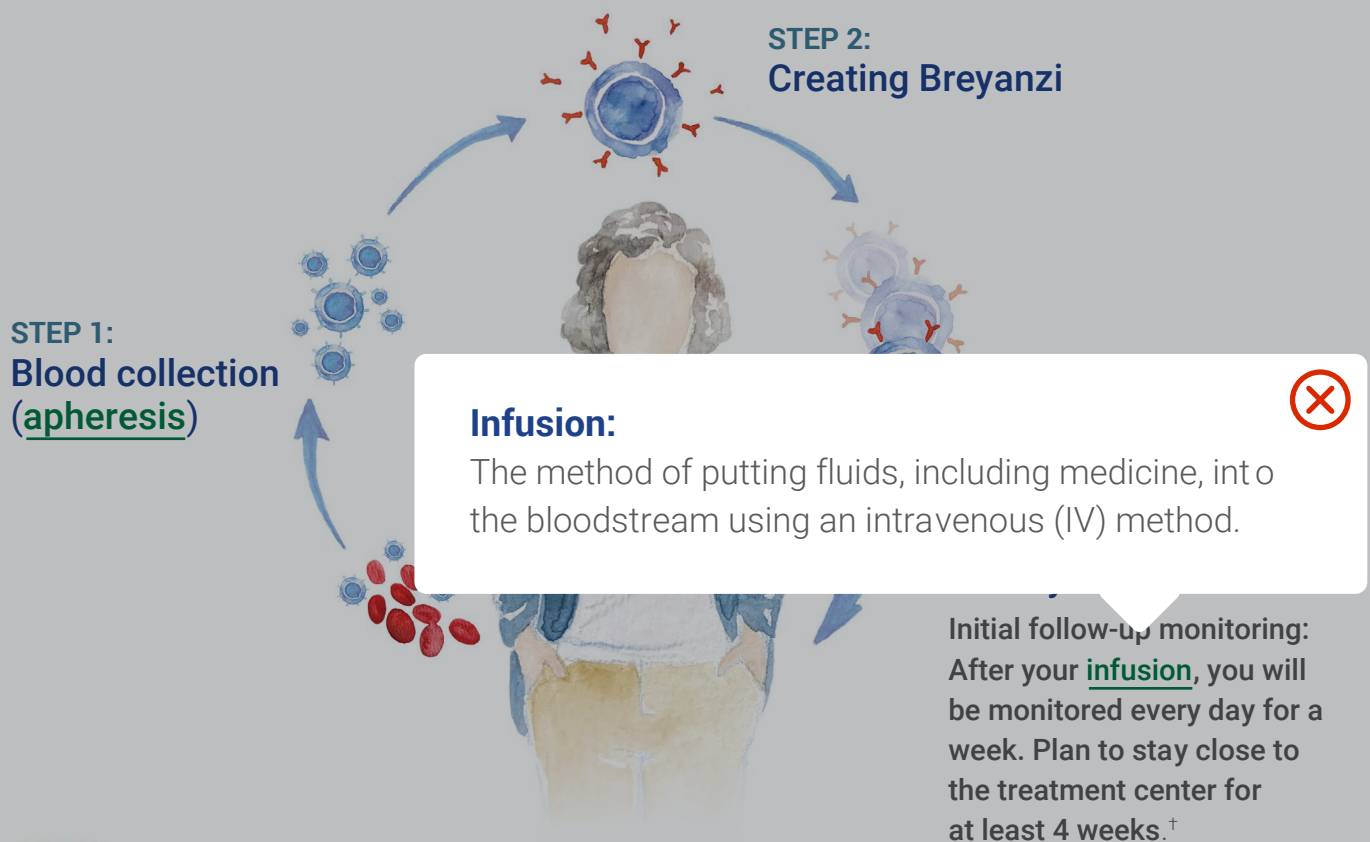 STEP 2:
Creating Breyanzi
STEP 1:
Blood collection
(apheresis)
Infusion:
The method of putting fluids, including medicine, into
the bloodstream using an intravenous (IV) method.
Initial follow-up monitoring:
After your infusion, you will
be monitored every day for a
week. Plan to stay close to
the treatment center for
at least 4 weeks.†